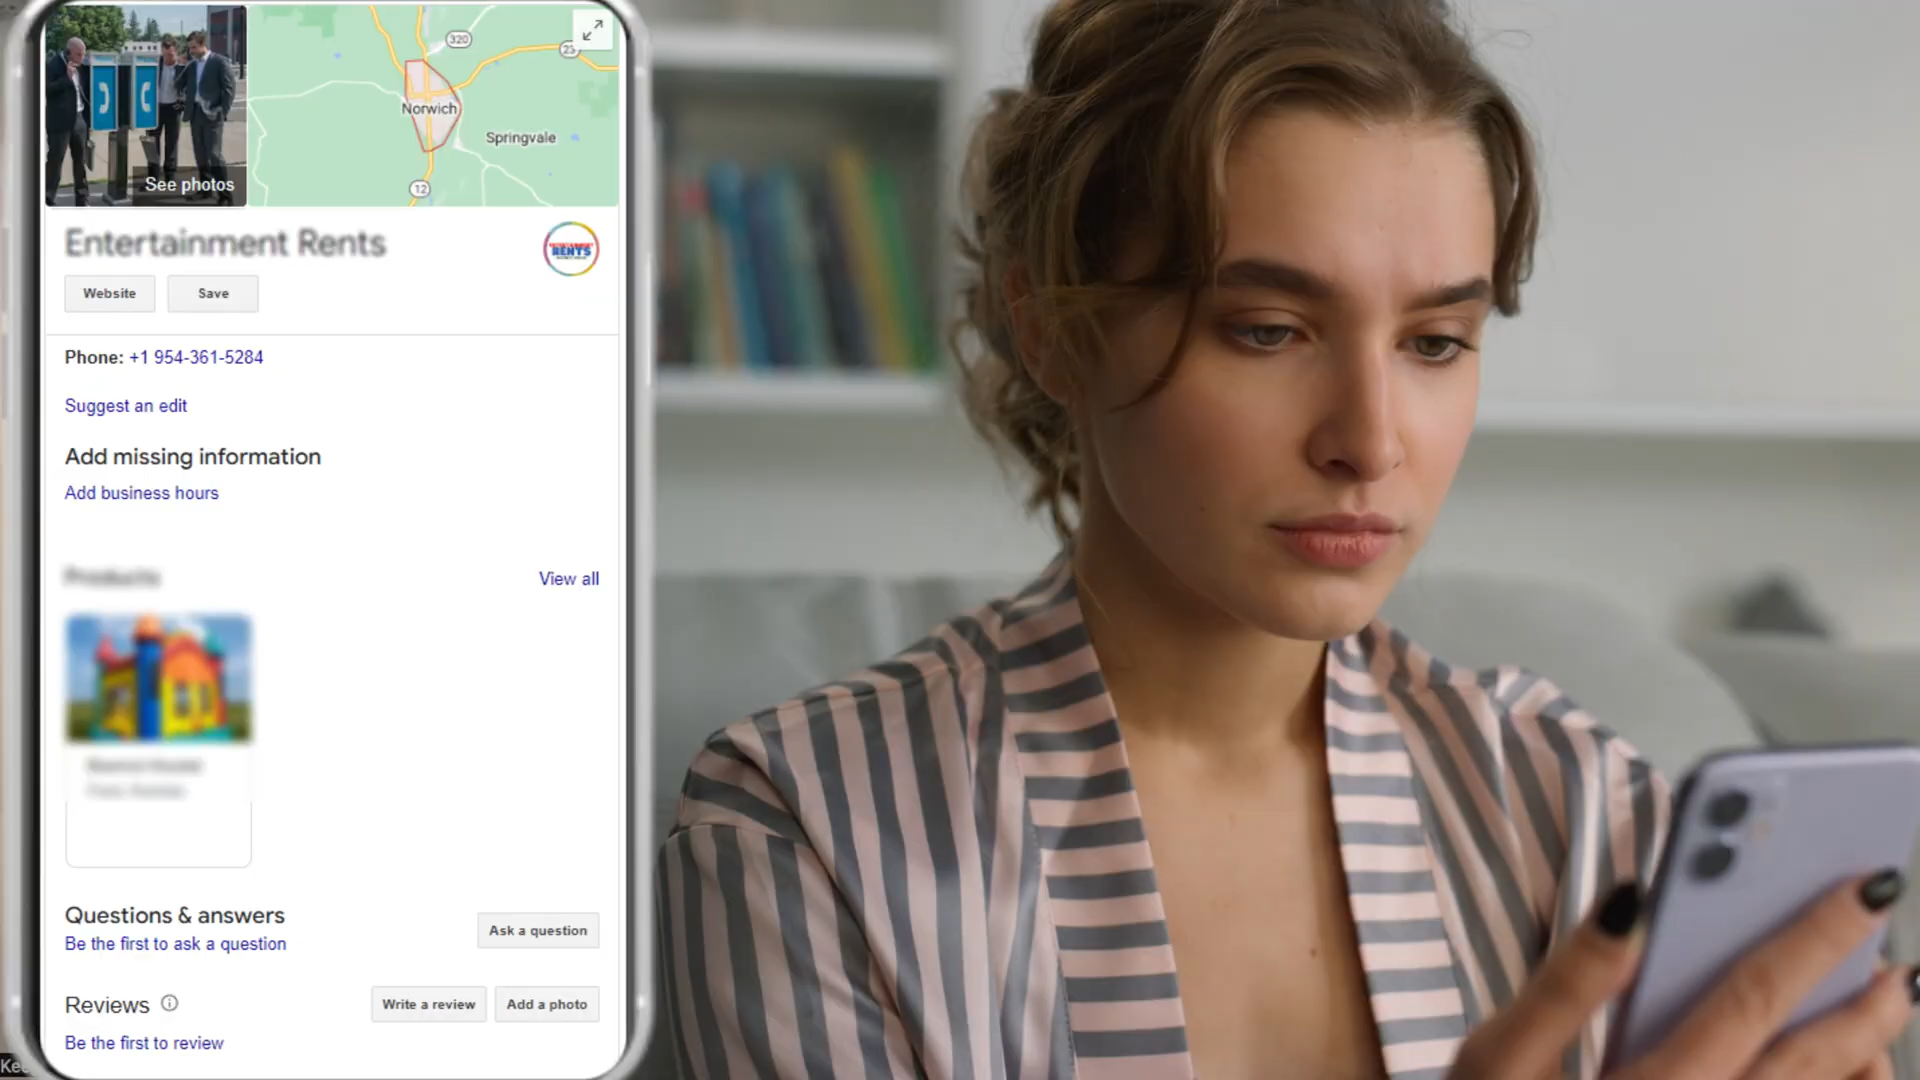 320
23
Norwich
Springvale
12
See photos
Entertainment Rents
RENTS
Website
Save
Phone: +1 954-361-5284
Suggest an edit
Add missing information
Add business hours
Products
View all
Questions & answers
Be the first to ask a question
Ask a question
Reviews
Write a review
Add a photo
Be the first to review